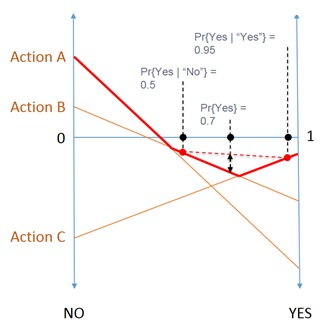 Pr{Yes | “Yes”} =
0.95
Action A
Pr{Yes | “No”} =
0.5
Action B
Pr{Yes} =
0.7
0
1
Action C
NO
YES